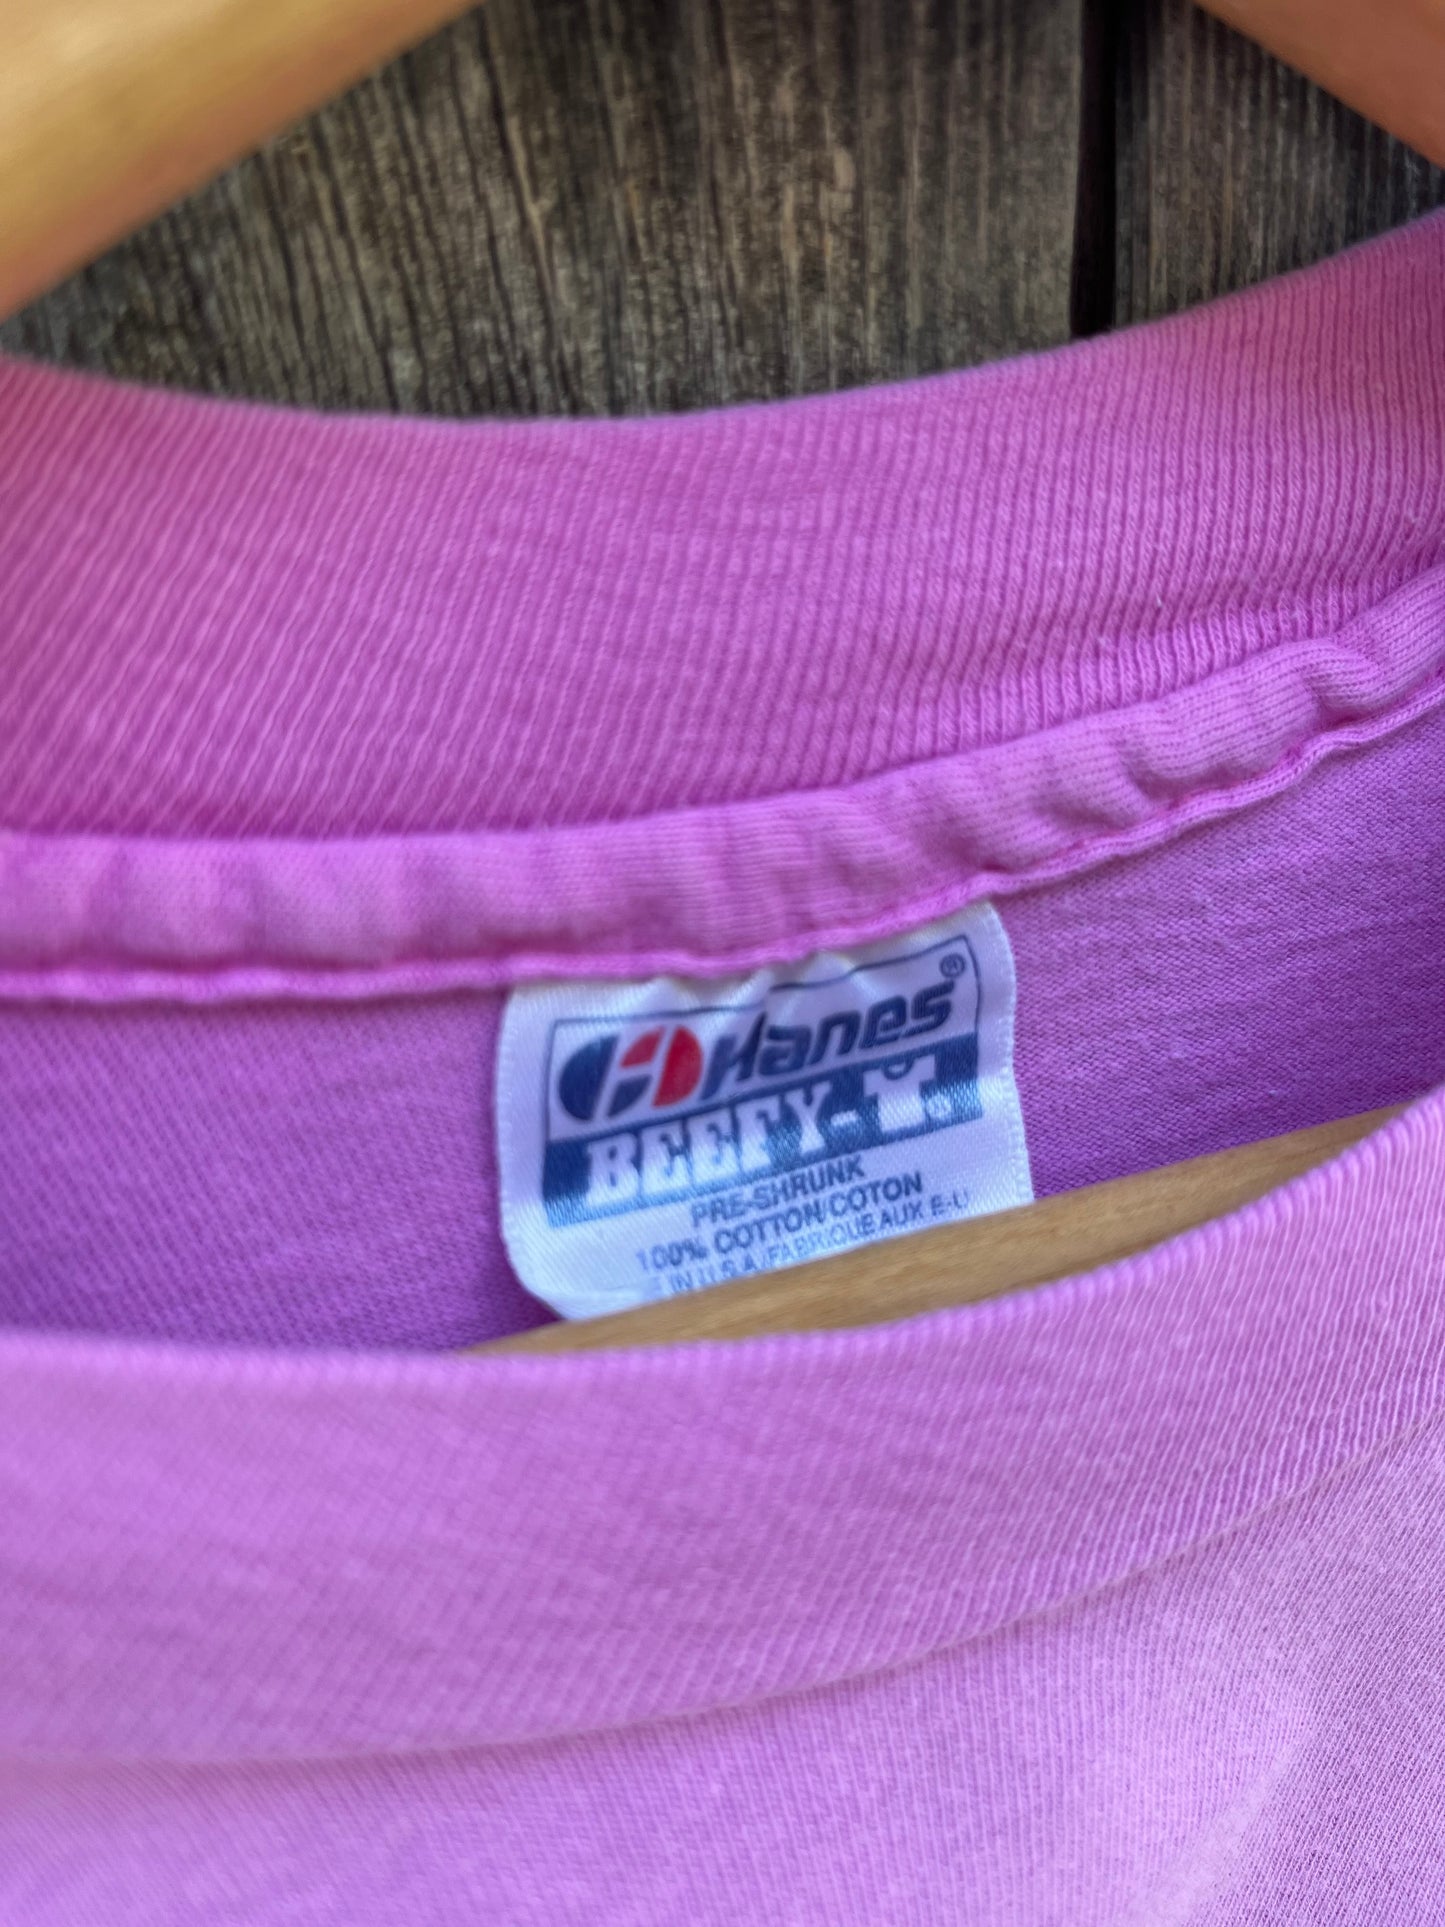 Hanes®
BEEFY-T.
PRE-SHRUNK
100% COTTON/COTON
IN U.S.A./FABRIQUE AUX E-U